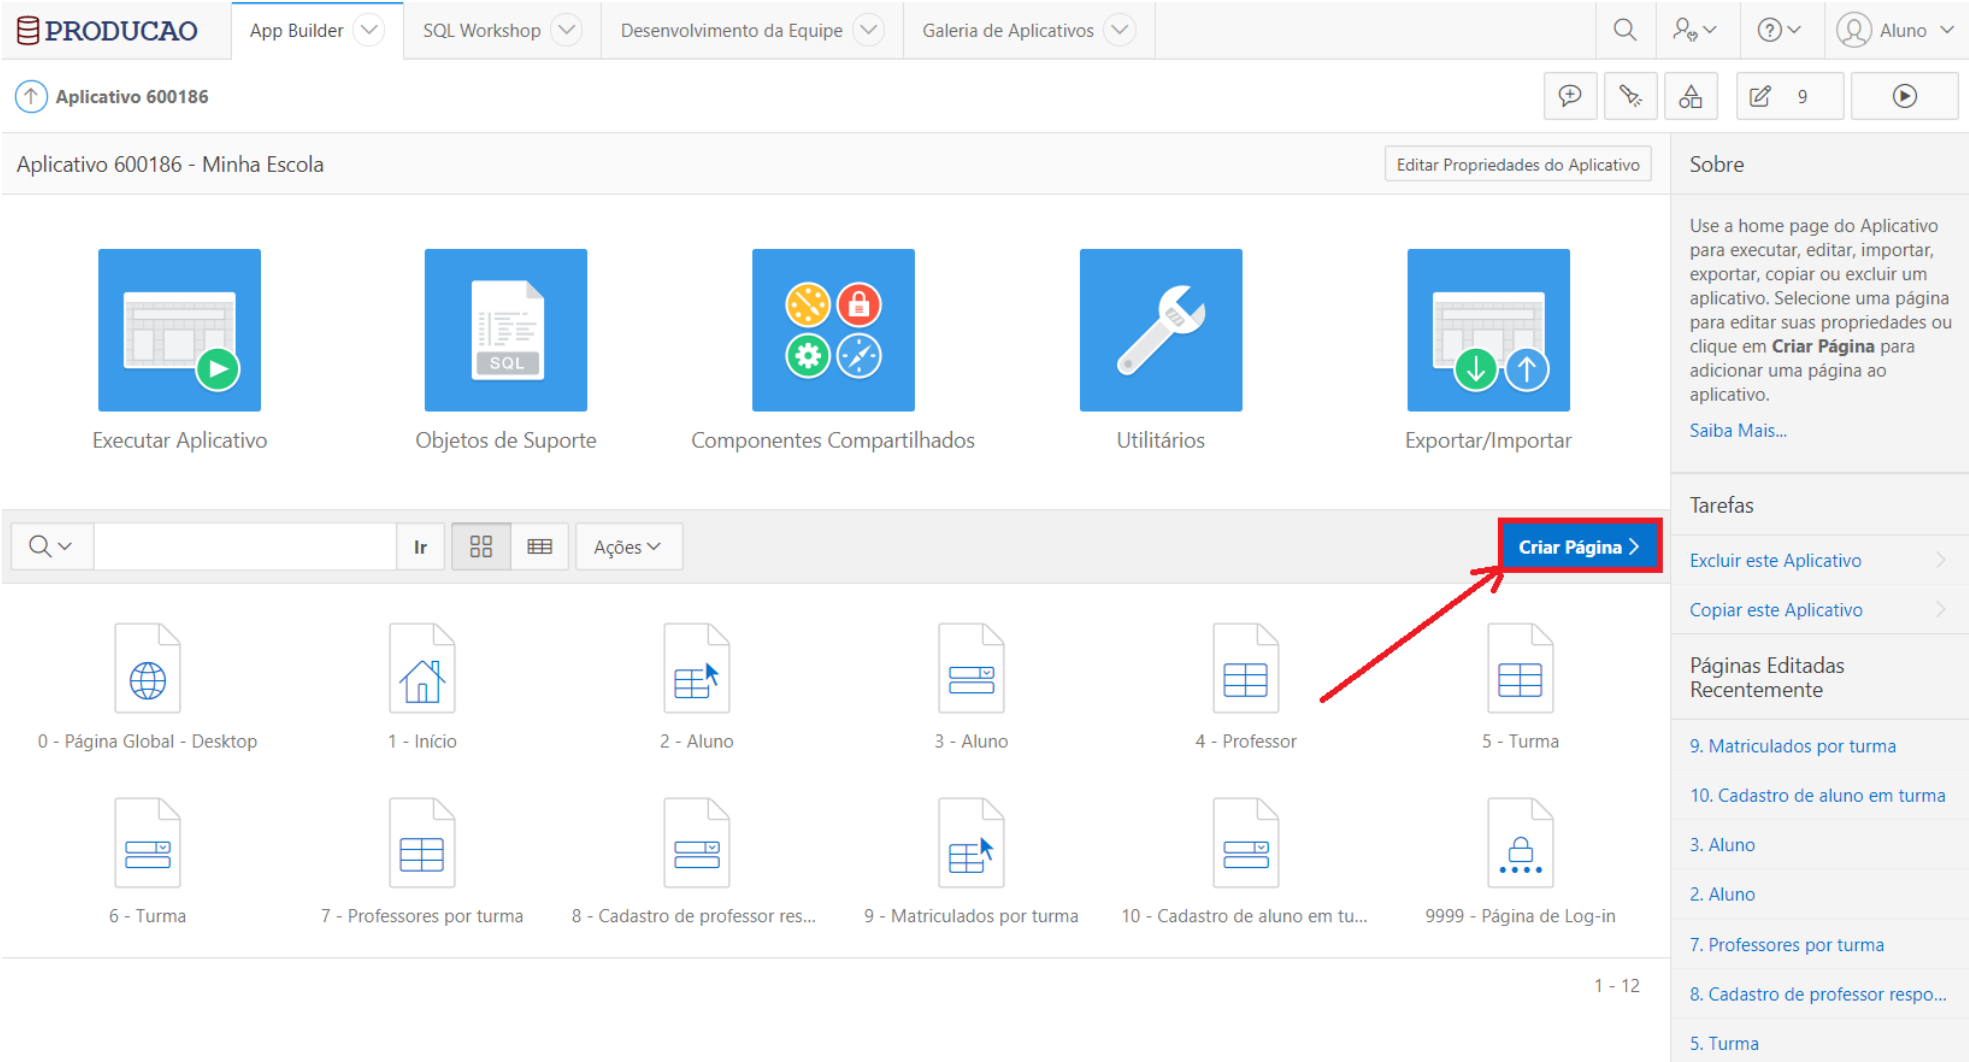 PRODUCAO
App Builder
SQL Workshop
Desenvolvimento da Equipe
Galeria de Aplicativos
Aluno
Aplicativo 600186
9
Aplicativo 600186 - Minha Escola
Editar Propriedades do Aplicativo
Sobre
Use a home page do Aplicativo
para executar, editar, importar,
exportar, copiar ou excluir um
aplicativo. Selecione uma página
para editar suas propriedades ou
clique em Criar Página para
adicionar uma página ao
aplicativo.
Saiba Mais...
SQL
Executar Aplicativo
Objetos de Suporte
Componentes Compartilhados
Utilitários
Exportar/Importar
Ir
Ações
Criar Página
Tarefas
Excluir este Aplicativo
Copiar este Aplicativo
Páginas Editadas
Recentemente
9. Matriculados por turma
10. Cadastro de aluno em turma
3. Aluno
2. Aluno
7. Professores por turma
8. Cadastro de professor respo...
5. Turma
0 - Página Global - Desktop
1 - Início
2 - Aluno
3 - Aluno
4 - Professor
5 - Turma
6 - Turma
7 - Professores por turma
8 - Cadastro de professor res...
9 - Matriculados por turma
10 - Cadastro de aluno em tu...
9999 - Página de Log-in
1 - 12